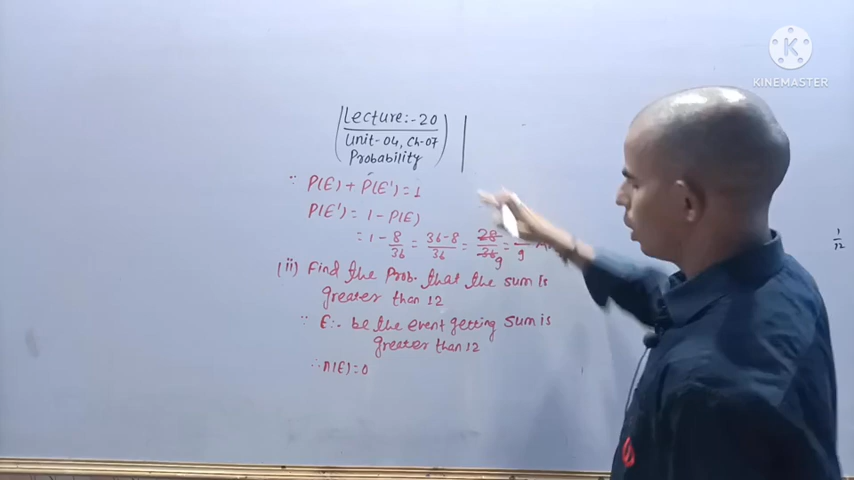 KINEMASTER
Lecture:-20
Unit-04, Ch-07
Probability
∵ P(E) + P(E') = 1
P(E') = 1 - P(E)
= 1 - 8/36 = 36-8/36 = 28/36 9 = /9
(ii) Find the Prob. that the sum is
greater than 12
∵ E:- be the event getting sum is
greater than 12
∴ n(E) = 0